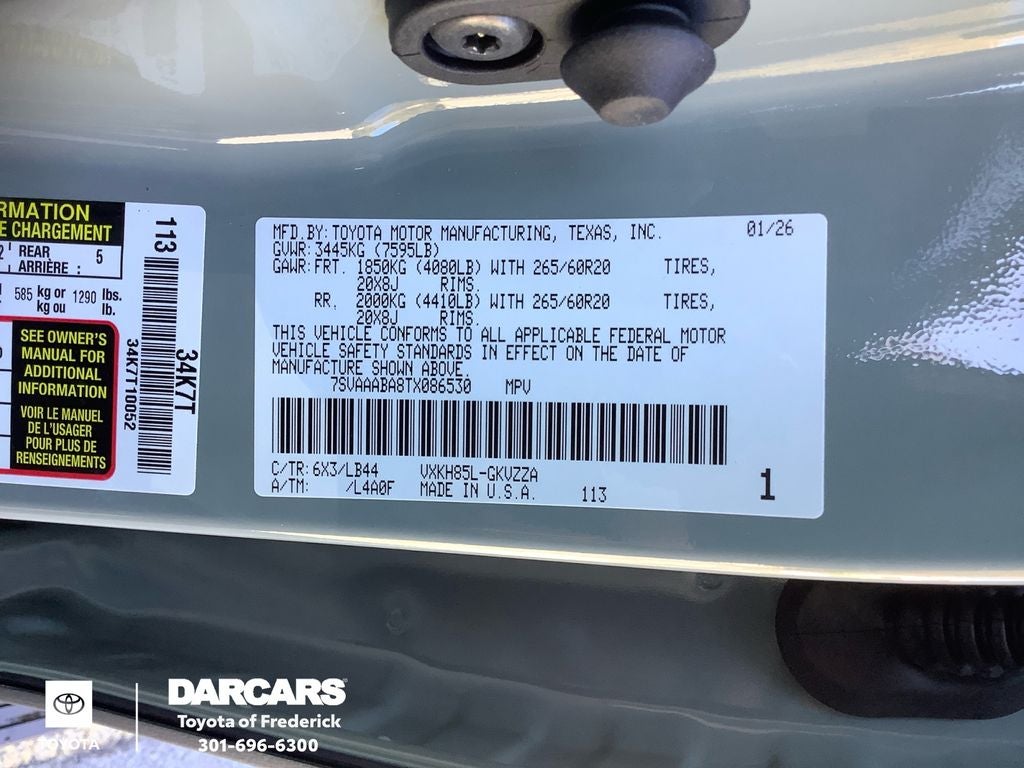 RMATION
E CHARGEMENT
2 REAR
ARRIÈRE : 5
585 kg or 1290 lbs.
kg ou lb.
SEE OWNER'S
MANUAL FOR
ADDITIONAL
INFORMATION
VOIR LE MANUEL
DE L'USAGER
POUR PLUS DE
RENSEIGNEMENTS
113
34K7T10052
34K7T
MFD.BY:TOYOTA MOTOR MANUFACTURING, TEXAS, INC. 01/26
GVWR:3445KG (7595LB)
GAWR:FRT. 1850KG (4080LB) WITH 265/60R20 TIRES,
20X8J RIMS.
RR. 2000KG (4410LB) WITH 265/60R20 TIRES,
20X8J RIMS.
THIS VEHICLE CONFORMS TO ALL APPLICABLE FEDERAL MOTOR
VEHICLE SAFETY STANDARDS IN EFFECT ON THE DATE OF
MANUFACTURE SHOWN ABOVE.
7SVAAABA8TX086530 MPV
C/TR:6X3/LB44 VXKH85L-GKVZZA
A/TM: /L4A0F MADE IN U.S.A. 113 1
TOYOTA
DARCARS
Toyota of Frederick
301-696-6300